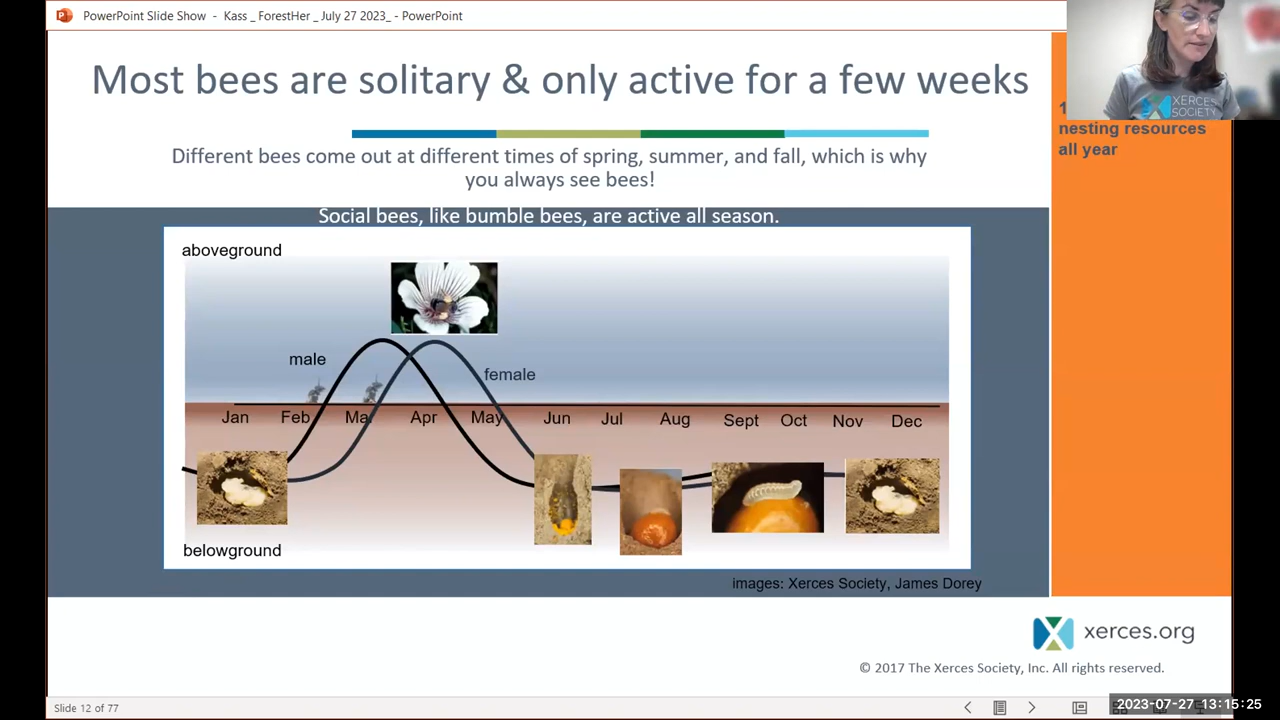 PowerPoint Slide Show - Kass _ ForestHer _ July 27 2023_ - PowerPoint
Most bees are solitary & only active for a few weeks
Different bees come out at different times of spring, summer, and fall, which is why
you always see bees!
Social bees, like bumble bees, are active all season.
XERCES
SOCIETY
1
nesting resources
all year
aboveground
male
female
Jan Feb Mar Apr May Jun Jul Aug Sept Oct Nov Dec
belowground
images: Xerces Society, James Dorey
xerces.org
© 2017 The Xerces Society, Inc. All rights reserved.
Slide 12 of 77
2023-07-27 13:15:25